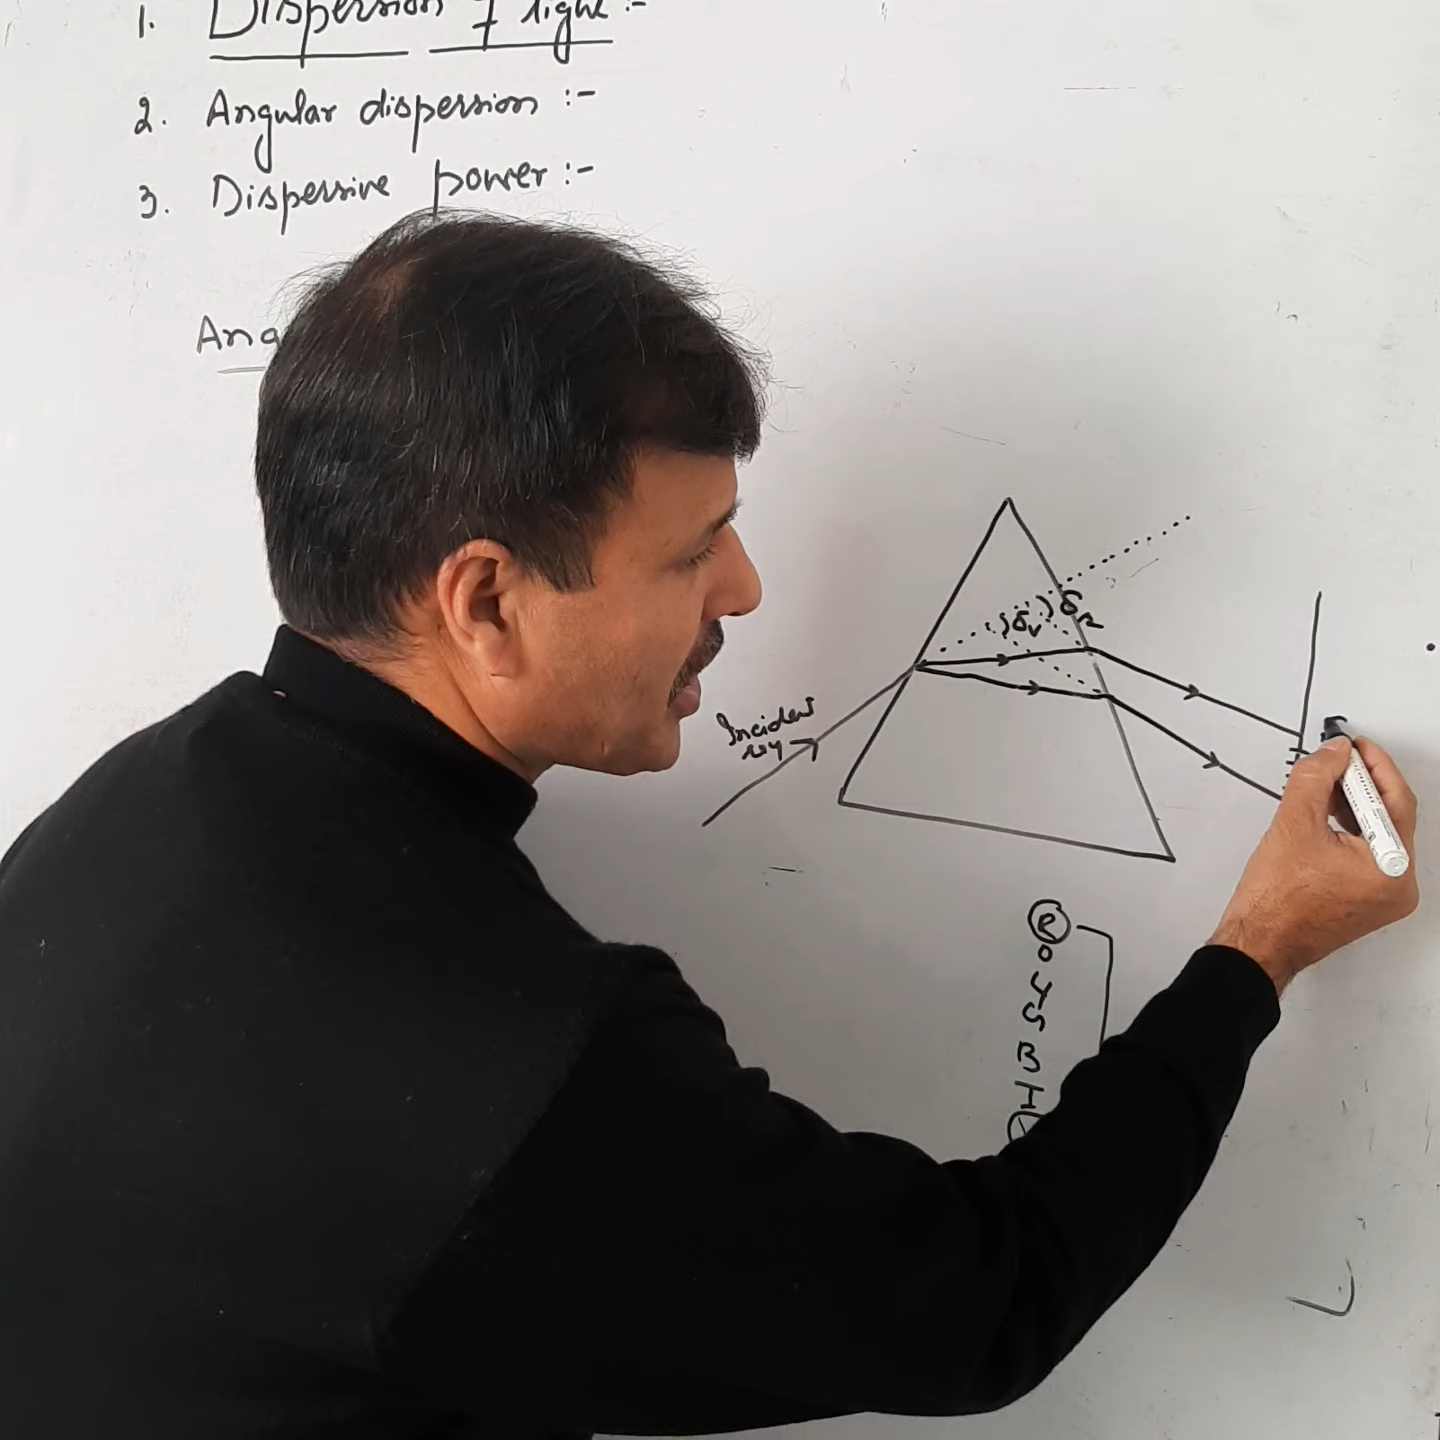 1. Dispersion of light :-
2. Angular dispersion :-
3. Dispersive power :-
Ang
δᵥ δᵣ
Incident
ray
R
O
Y
G
B
I